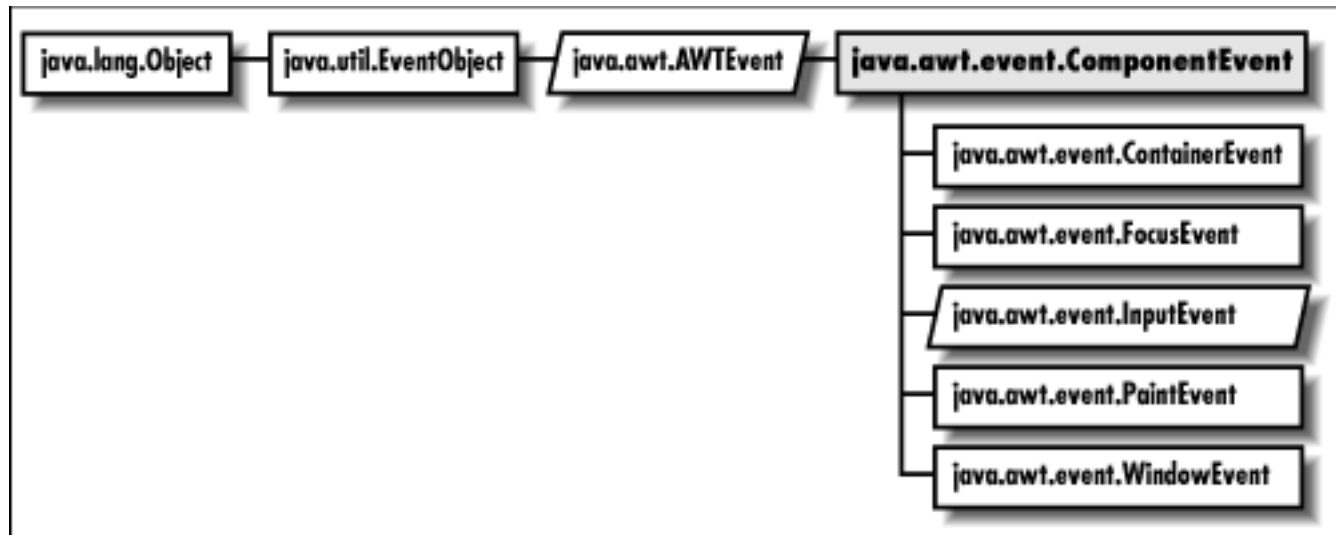 java.lang.Object java.util.EventObject java.awt.AWTEvent java.awt.event.ComponentEvent
java.awt.event.ContainerEvent
java.awt.event.FocusEvent
java.awt.event.InputEvent
java.awt.event.PaintEvent
java.awt.event.WindowEvent